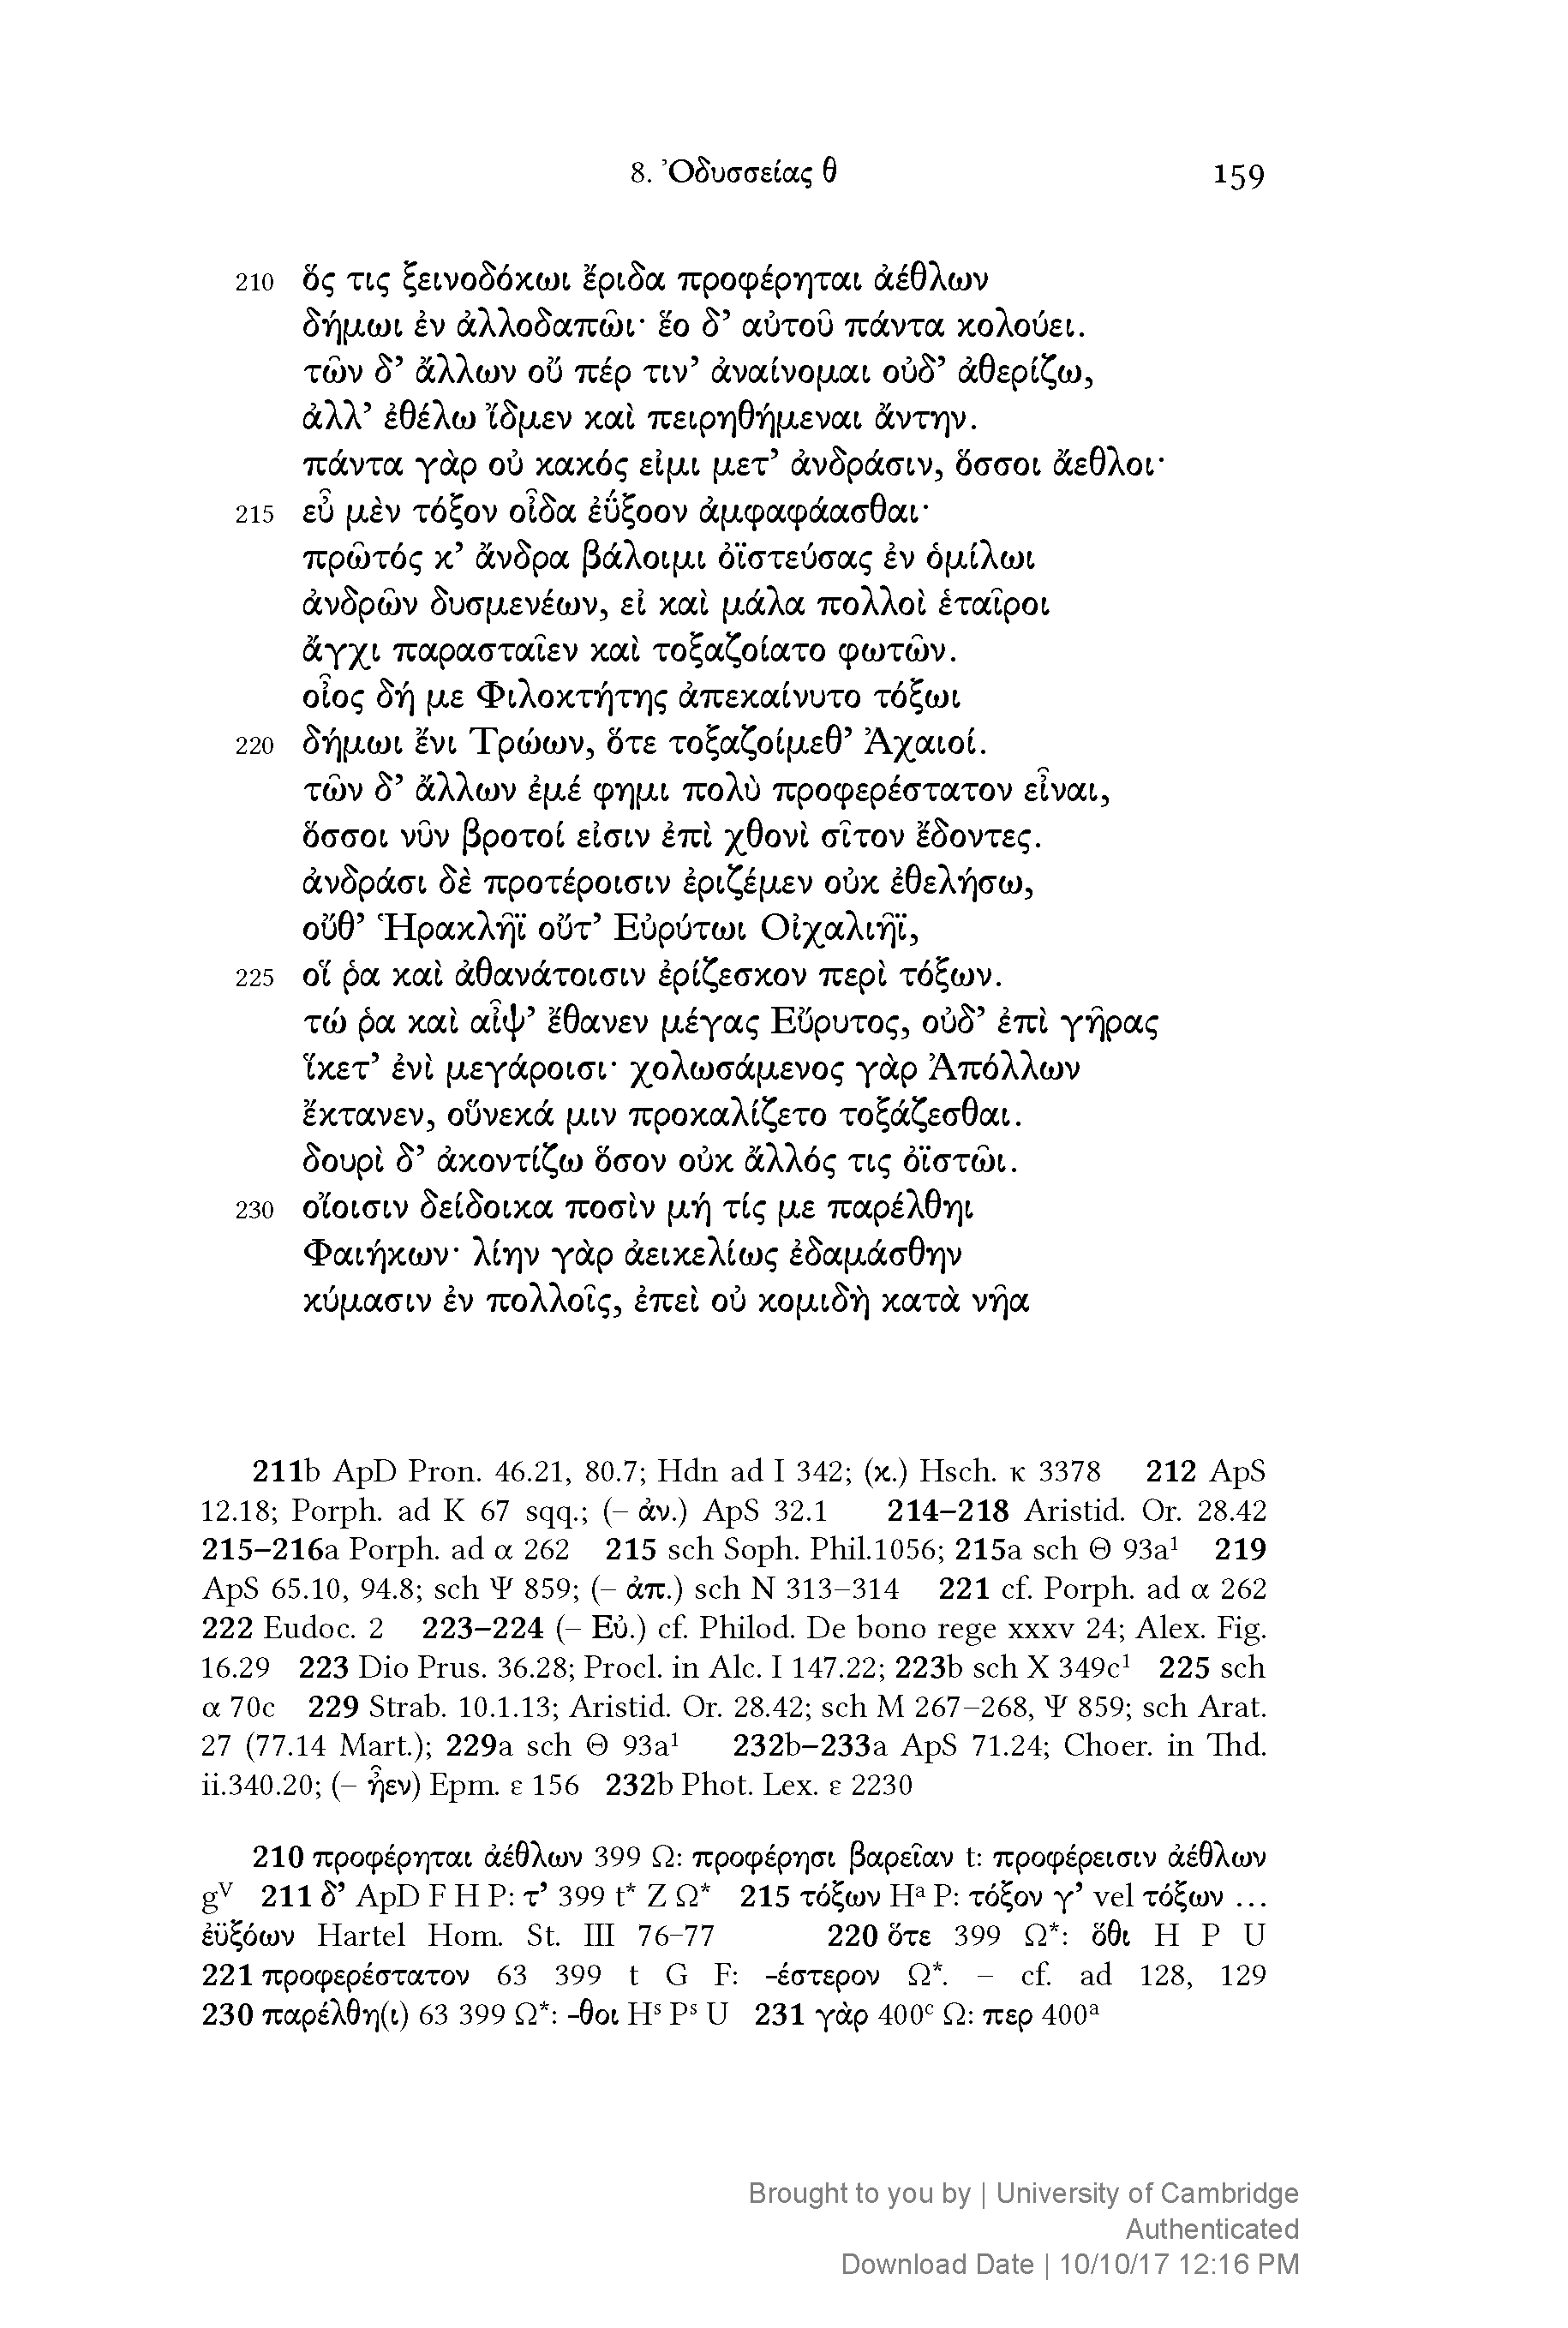 8. Ὀδυσσείας θ 159
210 ὅς τις ξεινοδόκωι ἔριδα προφέρηται ἀέθλων
δήμωι ἐν ἀλλοδαπῶι· ἕο δ’ αὐτοῦ πάντα κολούει.
τῶν δ’ ἄλλων οὔ πέρ τιν’ ἀναίνομαι οὐδ’ ἀθερίζω,
ἀλλ’ ἐθέλω ἴδμεν καὶ πειρηθήμεναι ἄντην.
πάντα γὰρ οὐ κακός εἰμι μετ’ ἀνδράσιν, ὅσσοι ἄεθλοι·
215 εὖ μὲν τόξον οἶδα ἐΰξοον ἀμφαφάασθαι·
πρῶτός κ’ ἄνδρα βάλοιμι ὀϊστεύσας ἐν ὁμίλωι
ἀνδρῶν δυσμενέων, εἰ καὶ μάλα πολλοὶ ἑταῖροι
ἄγχι παρασταῖεν καὶ τοξαζοίατο φωτῶν.
οἶος δή με Φιλοκτήτης ἀπεκαίνυτο τόξωι
220 δήμωι ἔνι Τρώων, ὅτε τοξαζοίμεθ’ Ἀχαιοί.
τῶν δ’ ἄλλων ἐμέ φημι πολὺ προφερέστατον εἶναι,
ὅσσοι νῦν βροτοί εἰσιν ἐπὶ χθονὶ σῖτον ἔδοντες.
ἀνδράσι δὲ προτέροισιν ἐριζέμεν οὐκ ἐθελήσω,
οὔθ’ Ἡρακλῆϊ οὔτ’ Εὐρύτωι Οἰχαλιῆϊ,
225 οἵ ῥα καὶ ἀθανάτοισιν ἐρίζεσκον περὶ τόξων.
τώ ῥα καὶ αἶψ’ ἔθανεν μέγας Εὔρυτος, οὐδ’ ἐπὶ γῆρας
ἵκετ’ ἐνὶ μεγάροισι· χολωσάμενος γὰρ Ἀπόλλων
ἔκτανεν, οὕνεκά μιν προκαλίζετο τοξάζεσθαι.
δουρὶ δ’ ἀκοντίζω ὅσον οὐκ ἄλλός τις ὀϊστῶι.
230 οἴοισιν δείδοικα ποσὶν μή τίς με παρέλθηι
Φαιήκων· λίην γὰρ ἀεικελίως ἐδαμάσθην
κύμασιν ἐν πολλοῖς, ἐπεὶ οὐ κομιδὴ κατὰ νῆα
211b ApD Pron. 46.21, 80.7; Hdn ad I 342; (κ.) Hsch. κ 3378 212 ApS
12.18; Porph. ad K 67 sqq.; (– ἀν.) ApS 32.1 214–218 Aristid. Or. 28.42
215–216a Porph. ad α 262 215 sch Soph. Phil.1056; 215a sch Θ 93a¹ 219
ApS 65.10, 94.8; sch Ψ 859; (– ἀπ.) sch N 313–314 221 cf. Porph. ad α 262
222 Eudoc. 2 223–224 (– Εὐ.) cf. Philod. De bono rege xxxv 24; Alex. Fig.
16.29 223 Dio Prus. 36.28; Procl. in Alc. I 147.22; 223b sch X 349c¹ 225 sch
α 70c 229 Strab. 10.1.13; Aristid. Or. 28.42; sch M 267–268, Ψ 859; sch Arat.
27 (77.14 Mart.); 229a sch Θ 93a¹ 232b–233a ApS 71.24; Choer. in Thd.
ii.340.20; (– ἦεν) Epm. ε 156 232b Phot. Lex. ε 2230
210 προφέρηται ἀέθλων 399 Ω: προφέρησι βαρεῖαν t: προφέρεισιν ἀέθλων
gⱽ 211 δ’ ApD F H P: τ’ 399 t* Z Ω* 215 τόξων Hᵃ P: τόξον γ’ vel τόξων ...
ἐϋξόων Hartel Hom. St. III 76–77 220 ὅτε 399 Ω*: ὅθι H P U
221 προφερέστατον 63 399 t G F: -έστερον Ω*. – cf. ad 128, 129
230 παρέλθη(ι) 63 399 Ω*: -θοι Hˢ Pˢ U 231 γὰρ 400ᶜ Ω: περ 400ᵃ
Brought to you by | University of Cambridge
Authenticated
Download Date | 10/10/17 12:16 PM